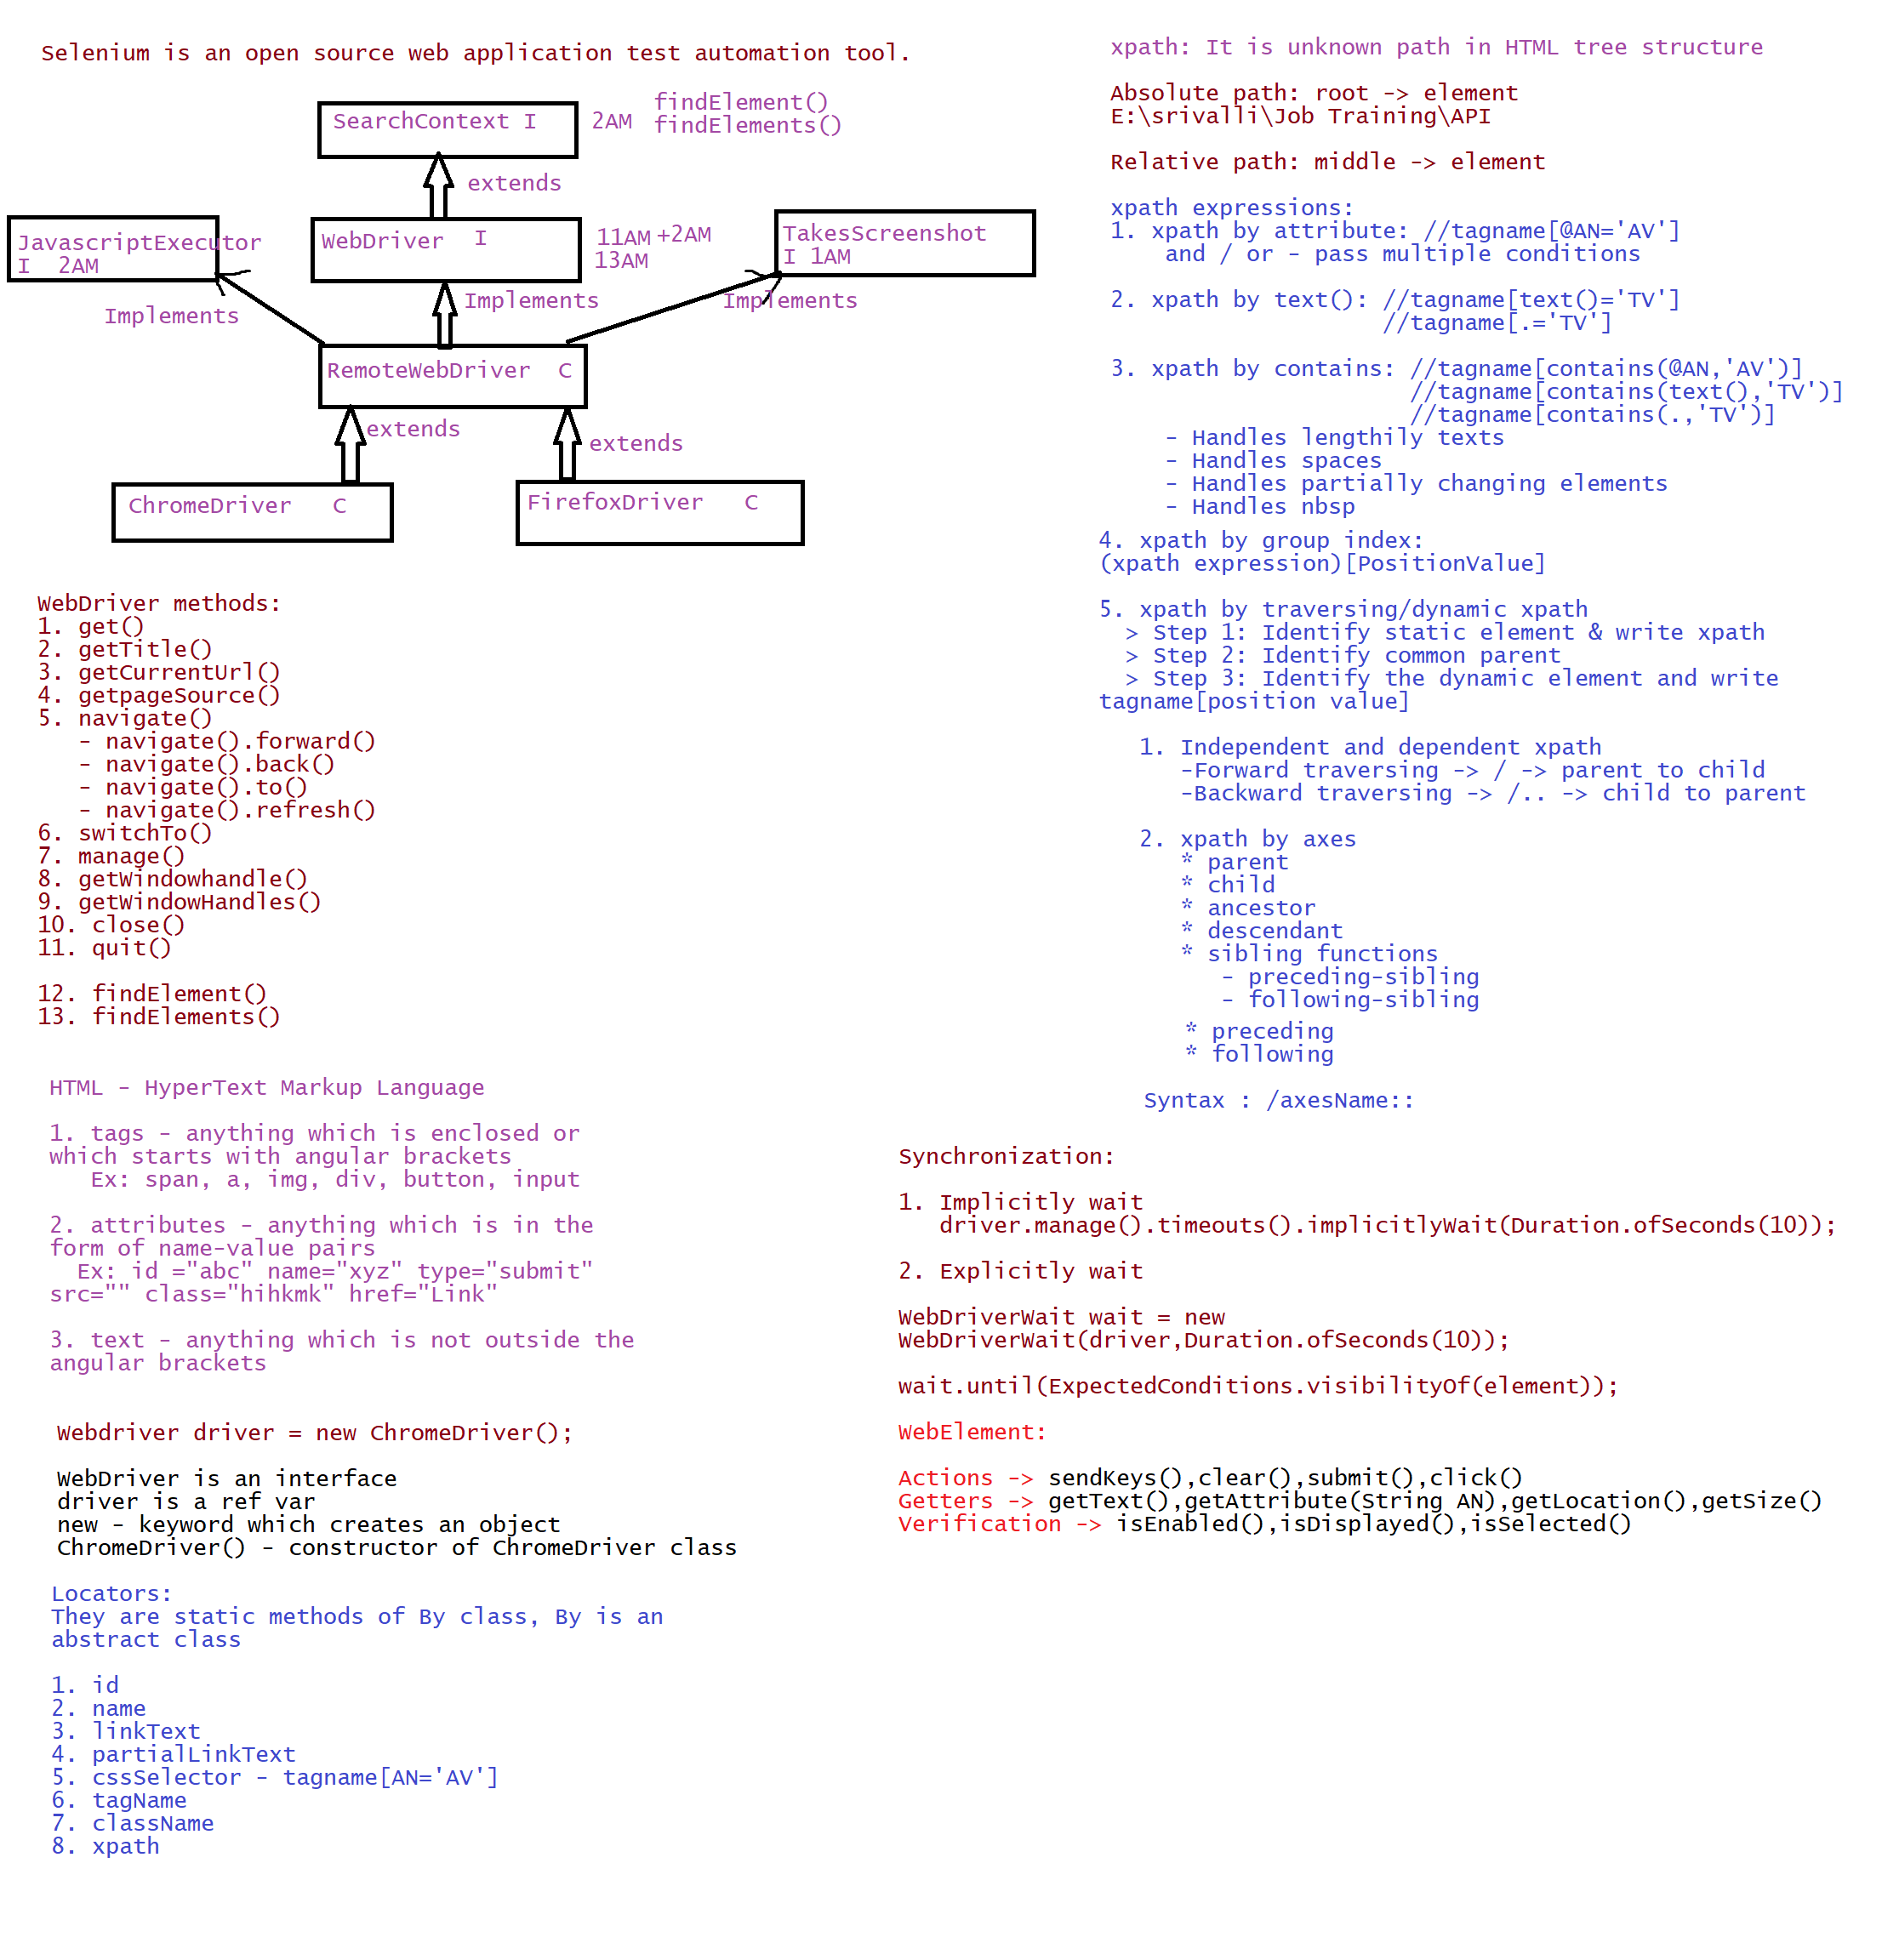 Selenium is an open source web application test automation tool.
SearchContext I
2AM
findElement()
findElements()
extends
JavascriptExecutor
I  2AM
WebDriver  I
11AM +2AM
13AM
TakesScreenshot
I 1AM
Implements
Implements
Implements
RemoteWebDriver  C
extends
extends
ChromeDriver   C
FirefoxDriver   C
WebDriver methods:
1. get()
2. getTitle()
3. getCurrentUrl()
4. getpageSource()
5. navigate()
- navigate().forward()
- navigate().back()
- navigate().to()
- navigate().refresh()
6. switchTo()
7. manage()
8. getWindowhandle()
9. getWindowHandles()
10. close()
11. quit()
12. findElement()
13. findElements()
HTML - HyperText Markup Language
1. tags - anything which is enclosed or
which starts with angular brackets
Ex: span, a, img, div, button, input
2. attributes - anything which is in the
form of name-value pairs
Ex: id ="abc" name="xyz" type="submit"
src="" class="hihkmk" href="Link"
3. text - anything which is not outside the
angular brackets
Webdriver driver = new ChromeDriver();
WebDriver is an interface
driver is a ref var
new - keyword which creates an object
ChromeDriver() - constructor of ChromeDriver class
Locators:
They are static methods of By class, By is an
abstract class
1. id
2. name
3. linkText
4. partialLinkText
5. cssSelector - tagname[AN='AV']
6. tagName
7. className
8. xpath
xpath: It is unknown path in HTML tree structure
Absolute path: root -> element
E:\srivalli\Job Training\API
Relative path: middle -> element
xpath expressions:
1. xpath by attribute: //tagname[@AN='AV']
and / or - pass multiple conditions
2. xpath by text(): //tagname[text()='TV']
//tagname[.='TV']
3. xpath by contains: //tagname[contains(@AN,'AV')]
//tagname[contains(text(),'TV')]
//tagname[contains(.,'TV')]
- Handles lengthily texts
- Handles spaces
- Handles partially changing elements
- Handles nbsp
4. xpath by group index:
(xpath expression)[PositionValue]
5. xpath by traversing/dynamic xpath
> Step 1: Identify static element & write xpath
> Step 2: Identify common parent
> Step 3: Identify the dynamic element and write
tagname[position value]
1. Independent and dependent xpath
-Forward traversing -> / -> parent to child
-Backward traversing -> /.. -> child to parent
2. xpath by axes
* parent
* child
* ancestor
* descendant
* sibling functions
- preceding-sibling
- following-sibling
* preceding
* following
Syntax : /axesName::
Synchronization:
1. Implicitly wait
driver.manage().timeouts().implicitlyWait(Duration.ofSeconds(10));
2. Explicitly wait
WebDriverWait wait = new
WebDriverWait(driver,Duration.ofSeconds(10));
wait.until(ExpectedConditions.visibilityOf(element));
WebElement:
Actions -> sendKeys(),clear(),submit(),click()
Getters -> getText(),getAttribute(String AN),getLocation(),getSize()
Verification -> isEnabled(),isDisplayed(),isSelected()